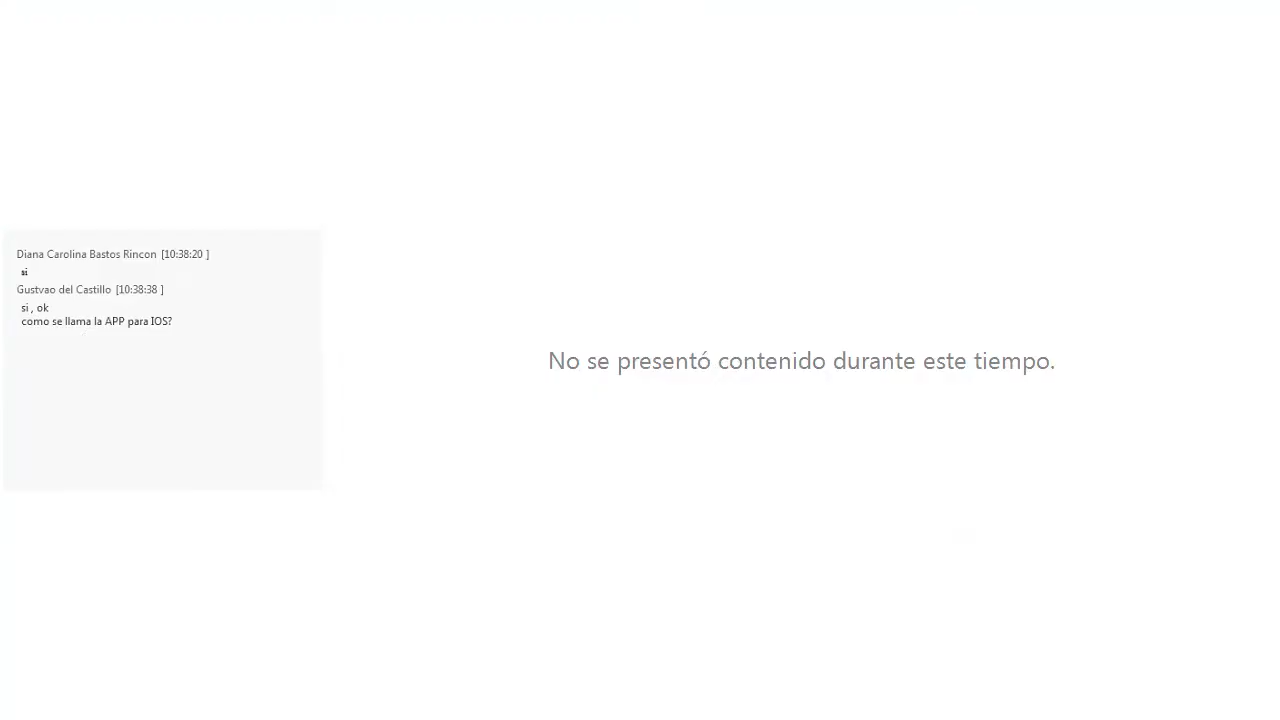 Diana Carolina Bastos Rincon [10:38:20 ]
si
Gustvao del Castillo [10:38:38 ]
si , ok
como se llama la APP para IOS?
No se presentó contenido durante este tiempo.